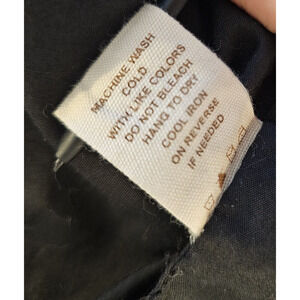 MACHINE WASH
COLD
WITH LIKE COLORS
DO NOT BLEACH
HANG TO DRY
COOL IRON
ON REVERSE
IF NEEDED